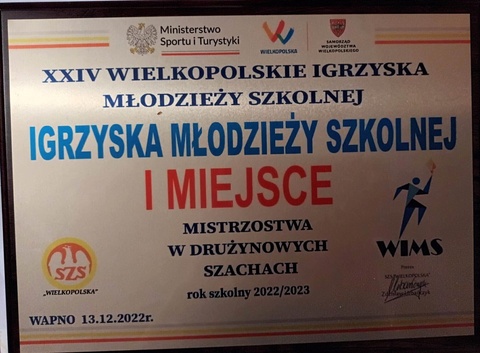 Ministerstwo
Sportu i Turystyki
WIELKOPOLSKA
SAMORZĄD
WOJEWÓDZTWA
WIELKOPOLSKIEGO
XXIV WIELKOPOLSKIE IGRZYSKA
MŁODZIEŻY SZKOLNEJ
IGRZYSKA MŁODZIEŻY SZKOLNEJ
I MIEJSCE
MISTRZOSTWA
W DRUŻYNOWYCH
SZACHACH
rok szkolny 2022/2023
WIMS
SZS
„WIELKOPOLSKA"
WAPNO 13.12.2022r.